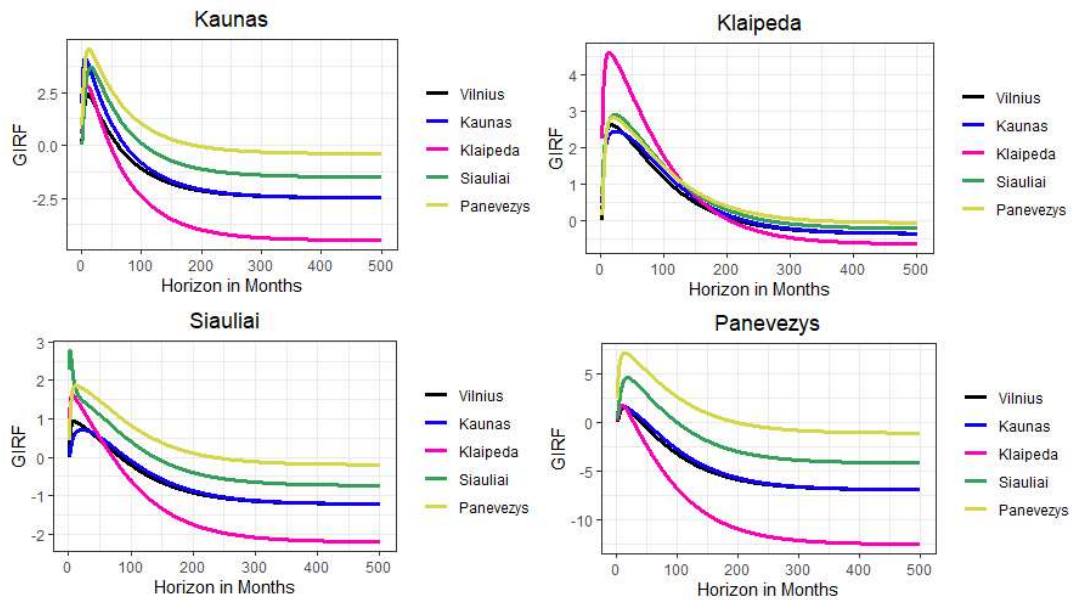 Kaunas
GIRF
2.5
0.0
-2.5
0 100 200 300 400 500
Horizon in Months
Vilnius
Kaunas
Klaipeda
Siauliai
Panevezys
Klaipeda
GIRF
4
3
2
1
0
0 100 200 300 400 500
Horizon in Months
Vilnius
Kaunas
Klaipeda
Siauliai
Panevezys
Siauliai
GIRF
3
2
1
0
-1
-2
0 100 200 300 400 500
Horizon in Months
Vilnius
Kaunas
Klaipeda
Siauliai
Panevezys
Panevezys
GIRF
5
0
-5
-10
0 100 200 300 400 500
Horizon in Months
Vilnius
Kaunas
Klaipeda
Siauliai
Panevezys